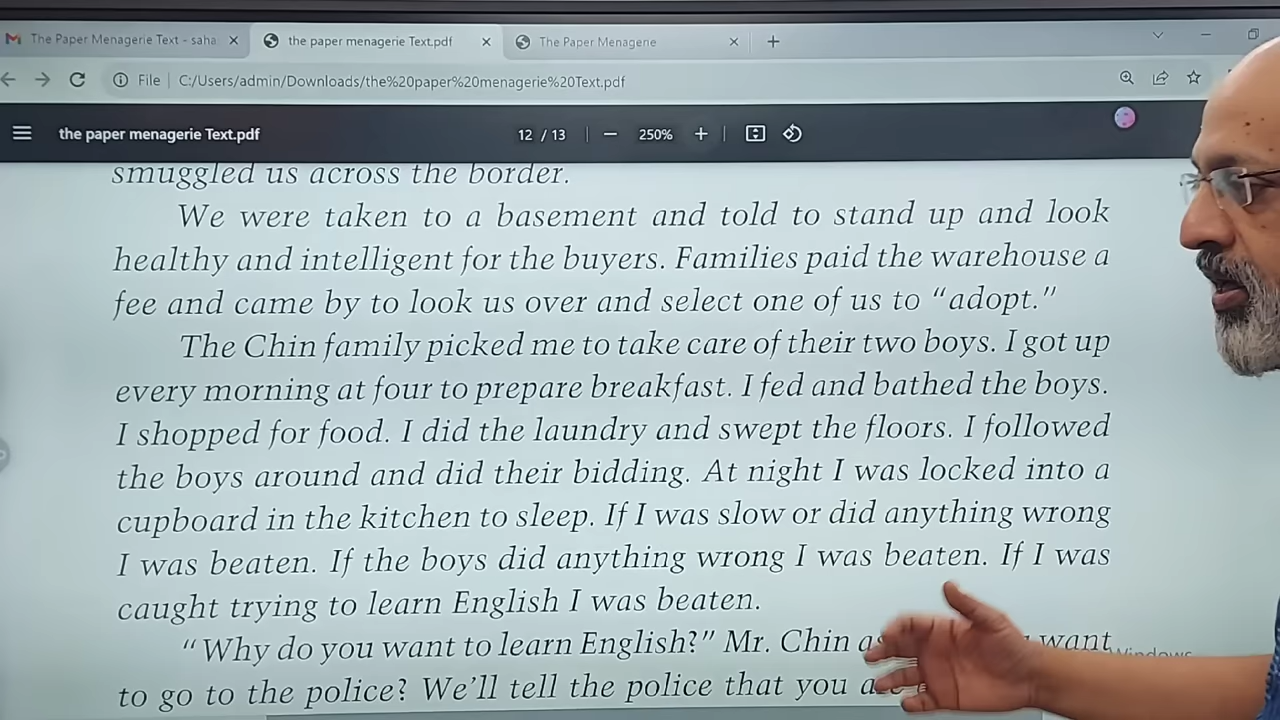 The Paper Menagerie Text - saha
the paper menagerie Text.pdf
The Paper Menagerie
File
C:/Users/admin/Downloads/the%20paper%20menagerie%20Text.pdf
the paper menagerie Text.pdf
12 / 13
250%
smuggled us across the border.
We were taken to a basement and told to stand up and look
healthy and intelligent for the buyers. Families paid the warehouse a
fee and came by to look us over and select one of us to “adopt.”
The Chin family picked me to take care of their two boys. I got up
every morning at four to prepare breakfast. I fed and bathed the boys.
I shopped for food. I did the laundry and swept the floors. I followed
the boys around and did their bidding. At night I was locked into a
cupboard in the kitchen to sleep. If I was slow or did anything wrong
I was beaten. If the boys did anything wrong I was beaten. If I was
caught trying to learn English I was beaten.
“Why do you want to learn English?” Mr. Chin want
to go to the police? We’ll tell the police that you
Windows